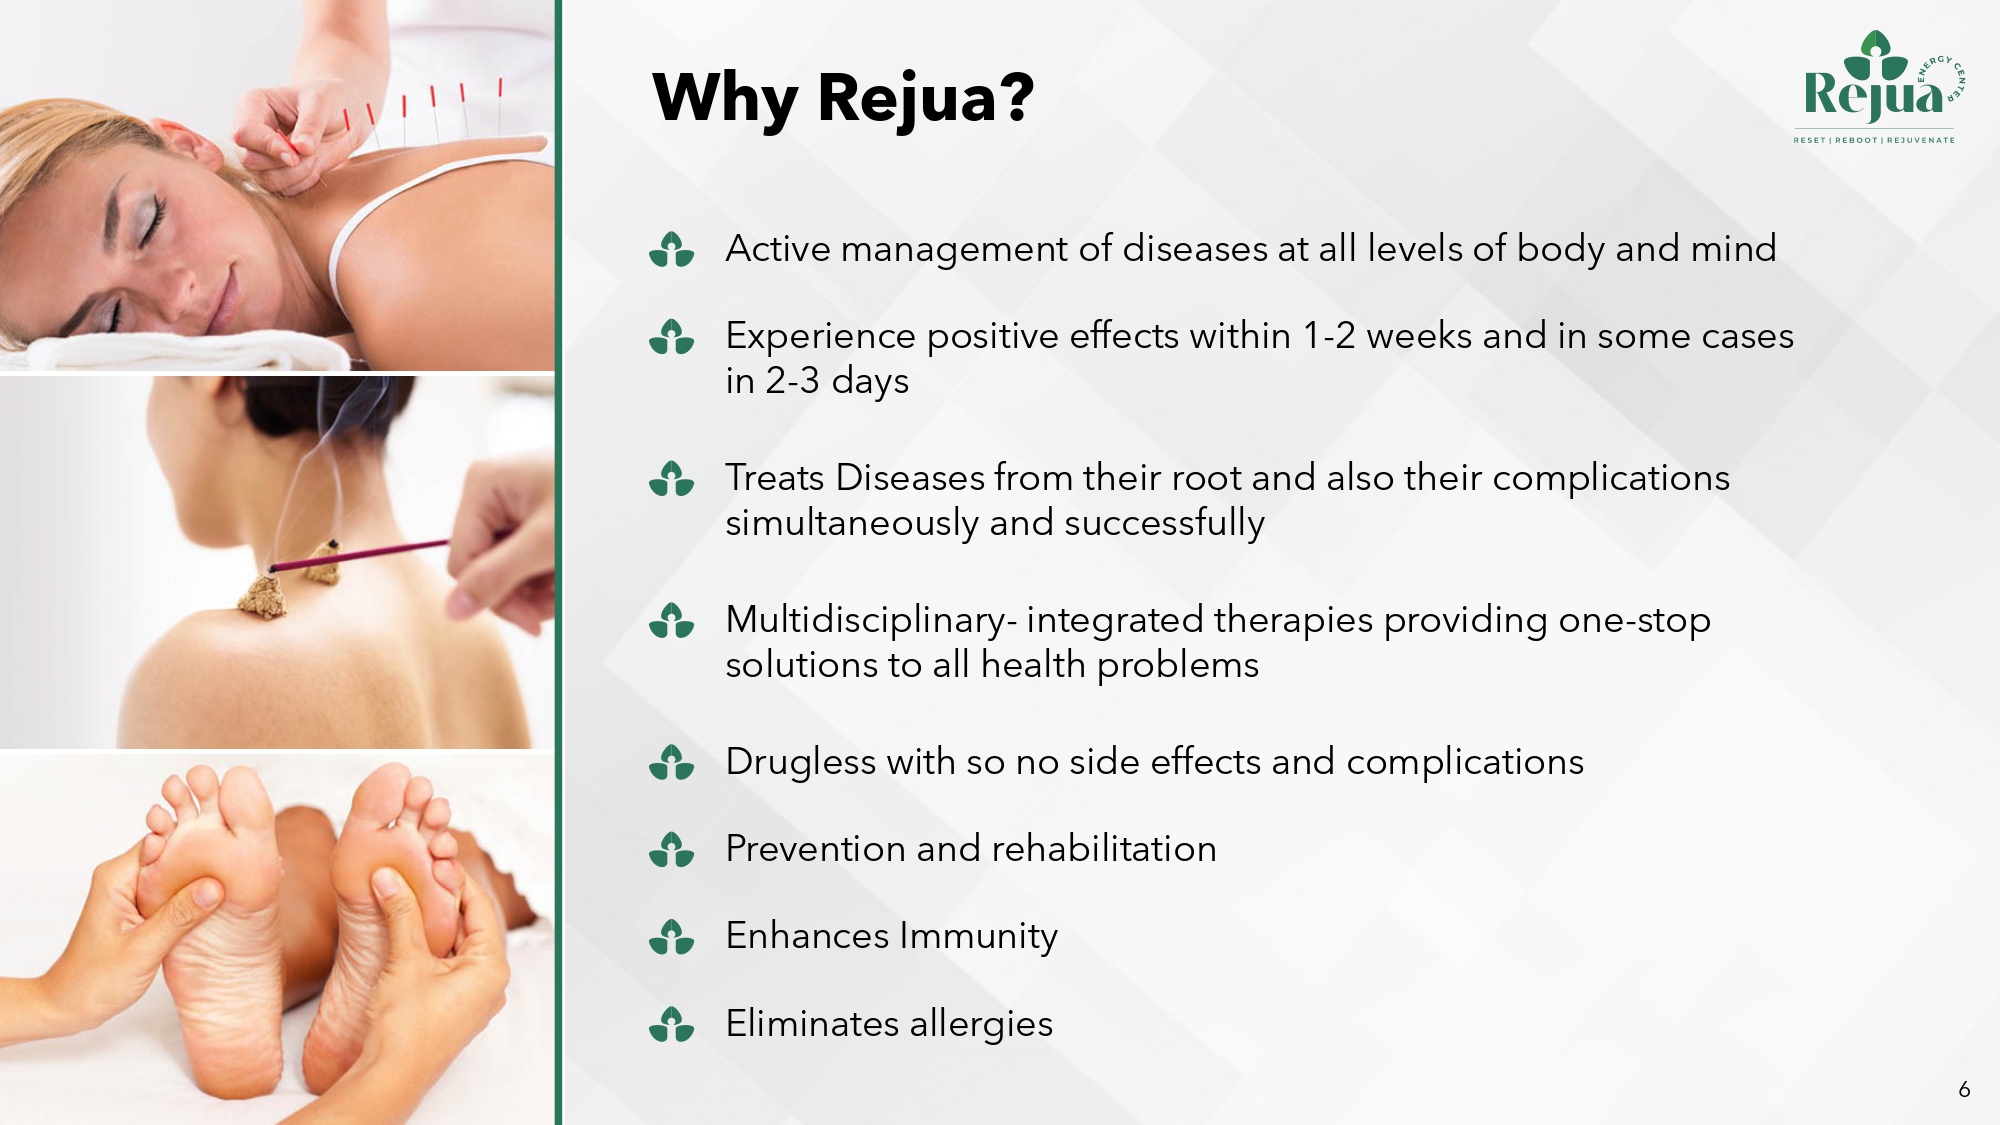 Why Rejua?
Rejua
ENERGY CENTER
RESET | REBOOT | REJUVENATE
Active management of diseases at all levels of body and mind
Experience positive effects within 1-2 weeks and in some cases
in 2-3 days
Treats Diseases from their root and also their complications
simultaneously and successfully
Multidisciplinary- integrated therapies providing one-stop
solutions to all health problems
Drugless with so no side effects and complications
Prevention and rehabilitation
Enhances Immunity
Eliminates allergies
6